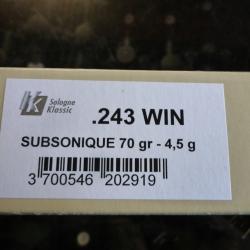 Sologne
Klassic
.243 WIN
SUBSONIQUE 70 gr - 4,5 g
3 700546 202919